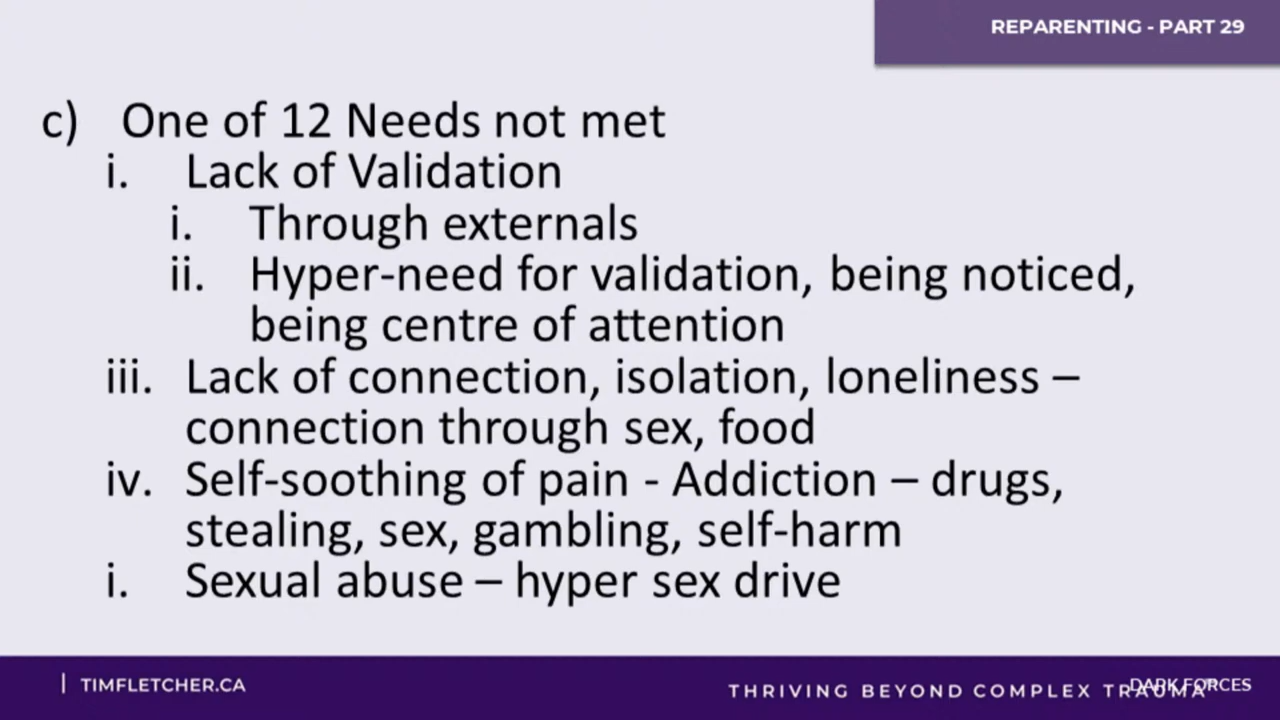 REPARENTING - PART 29
c) One of 12 Needs not met
i. Lack of Validation
i. Through externals
ii. Hyper-need for validation, being noticed,
being centre of attention
iii. Lack of connection, isolation, loneliness –
connection through sex, food
iv. Self-soothing of pain - Addiction – drugs,
stealing, sex, gambling, self-harm
i. Sexual abuse – hyper sex drive
| TIMFLETCHER.CA
THRIVING BEYOND COMPLEX TRAUMA
DARK FORCES